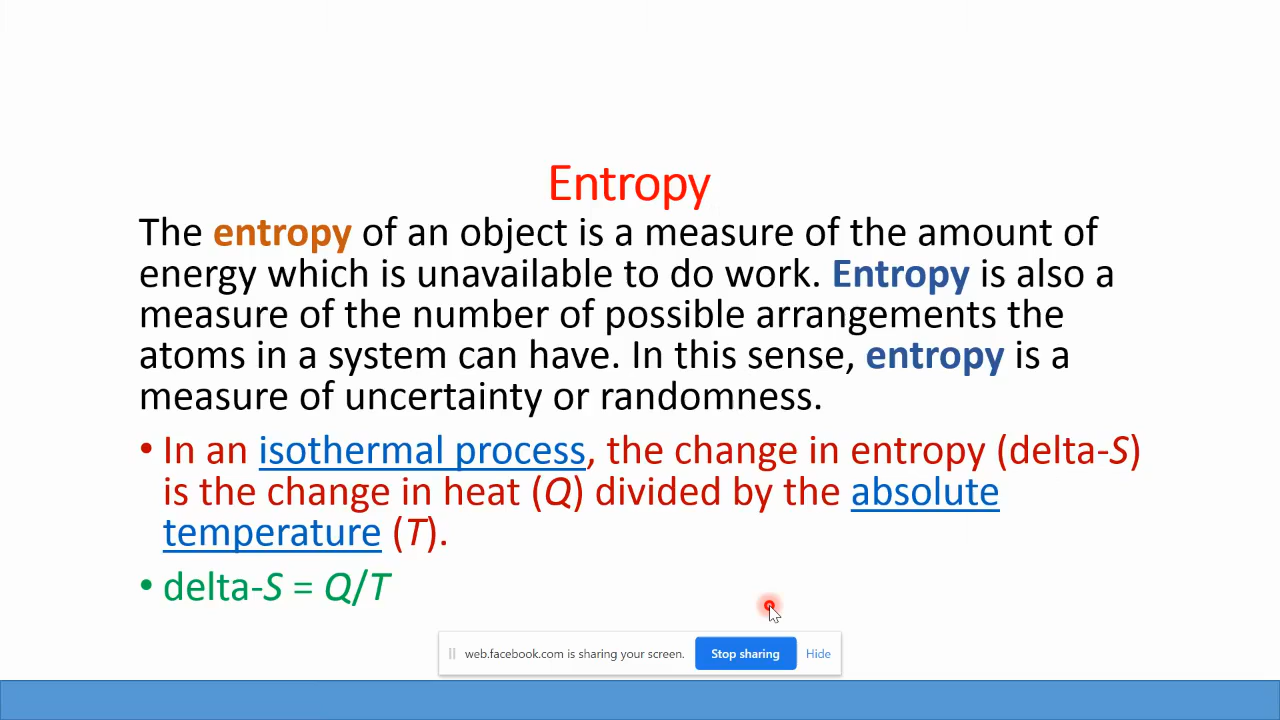 Entropy
The entropy of an object is a measure of the amount of
energy which is unavailable to do work. Entropy is also a
measure of the number of possible arrangements the
atoms in a system can have. In this sense, entropy is a
measure of uncertainty or randomness.
• In an isothermal process, the change in entropy (delta-S)
is the change in heat (Q) divided by the absolute
temperature (T).
• delta-S = Q/T
web.facebook.com is sharing your screen. Stop sharing Hide